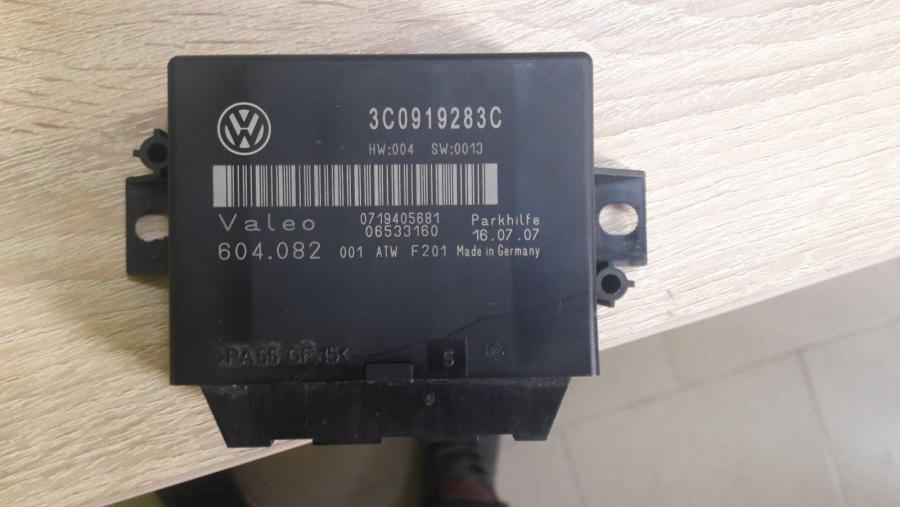 3C0919283C
HW:004 SW:0013
Valeo 0719405681 Parkhilfe
06533160 16.07.07
604.082 001 ATW F201 Made in Germany
S